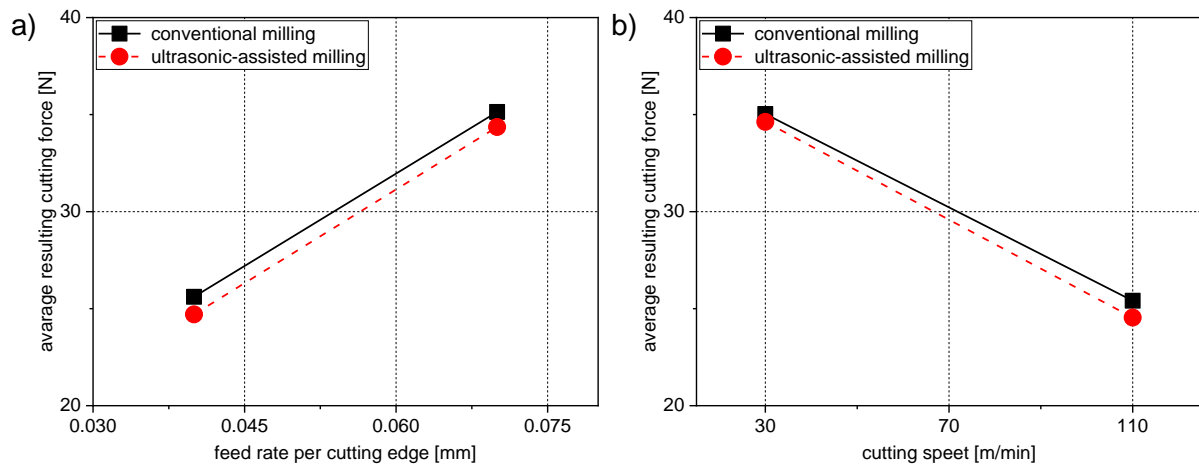 a)
conventional milling
ultrasonic-assisted milling
40
30
20
avarage resulting cutting force [N]
0.030
0.045
0.060
0.075
feed rate per cutting edge [mm]
b)
conventional milling
ultrasonic-assisted milling
40
30
20
average resulting cutting force [N]
30
70
110
cutting speet [m/min]